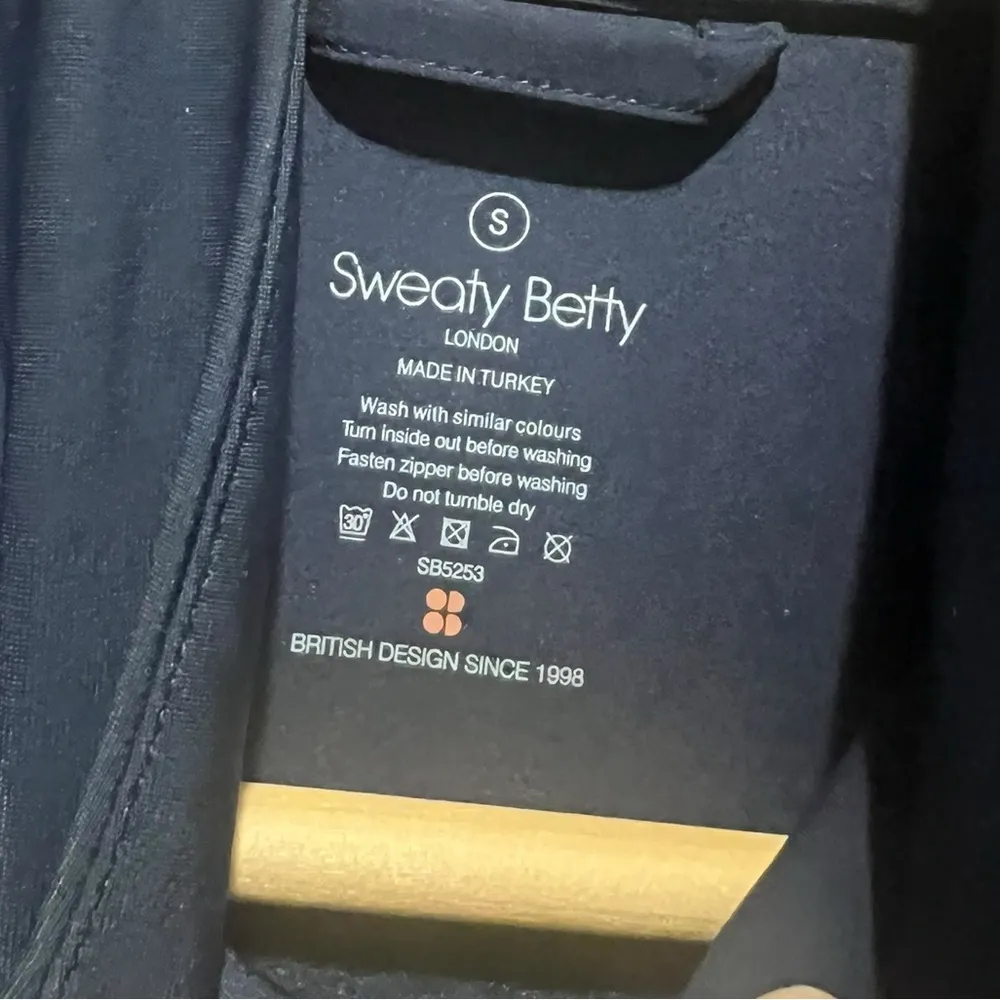 S
Sweaty Betty
LONDON
MADE IN TURKEY
Wash with similar colours
Turn inside out before washing
Fasten zipper before washing
Do not tumble dry
30°
SB5253
BRITISH DESIGN SINCE 1998